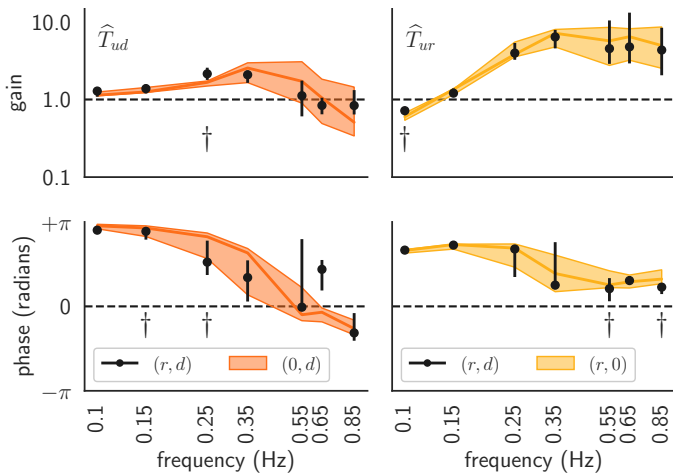 10.0
1.0
0.1
gain
T̂ud
T̂ur
†
†
+π
0
−π
phase (radians)
†
†
†
†
(r, d)
(0, d)
(r, d)
(r, 0)
0.1
0.15
0.25
0.35
0.55
0.65
0.85
0.1
0.15
0.25
0.35
0.55
0.65
0.85
frequency (Hz)
frequency (Hz)